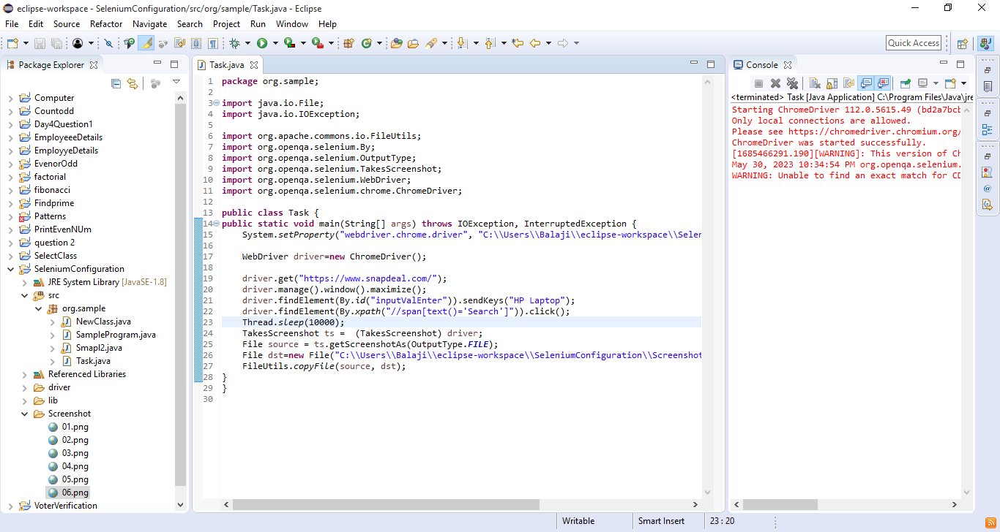 eclipse-workspace - SeleniumConfiguration/src/org/sample/Task.java - Eclipse
File Edit Source Refactor Navigate Search Project Run Window Help
Quick Access
Package Explorer
Computer
Countodd
Day4Question1
EmployeeeDetails
EmployyeDetails
EvenorOdd
factorial
fibonacci
Findprime
Patterns
PrintEvenNUm
question 2
SelectClass
SeleniumConfiguration
JRE System Library [JavaSE-1.8]
src
org.sample
NewClass.java
SampleProgram.java
Smapl2.java
Task.java
Referenced Libraries
driver
lib
Screenshot
01.png
02.png
03.png
04.png
05.png
06.png
VoterVerification
Task.java
1 package org.sample;
2
3 import java.io.File;
4 import java.io.IOException;
5
6 import org.apache.commons.io.FileUtils;
7 import org.openqa.selenium.By;
8 import org.openqa.selenium.OutputType;
9 import org.openqa.selenium.TakesScreenshot;
10 import org.openqa.selenium.WebDriver;
11 import org.openqa.selenium.chrome.ChromeDriver;
12
13 public class Task {
14 public static void main(String[] args) throws IOException, InterruptedException {
15 System.setProperty("webdriver.chrome.driver", "C:\\Users\\Balaji\\eclipse-workspace\\Selen
16
17 WebDriver driver=new ChromeDriver();
18
19 driver.get("https://www.snapdeal.com/");
20 driver.manage().window().maximize();
21 driver.findElement(By.id("inputValEnter")).sendKeys("HP Laptop");
22 driver.findElement(By.xpath("//span[text()='Search']")).click();
23 Thread.sleep(10000);
24 TakesScreenshot ts =  (TakesScreenshot) driver;
25 File source = ts.getScreenshotAs(OutputType.FILE);
26 File dst=new File("C:\\Users\\Balaji\\eclipse-workspace\\SeleniumConfiguration\\Screenshot
27 FileUtils.copyFile(source, dst);
28 }
29 }
30
Console
<terminated> Task [Java Application] C:\Program Files\Java\jre
Starting ChromeDriver 112.0.5615.49 (bd2a7bcb
Only local connections are allowed.
Please see https://chromedriver.chromium.org/
ChromeDriver was started successfully.
[1685466291.190][WARNING]: This version of Ch
May 30, 2023 10:34:54 PM org.openqa.selenium.
WARNING: Unable to find an exact match for CD
Writable Smart Insert 23 : 20